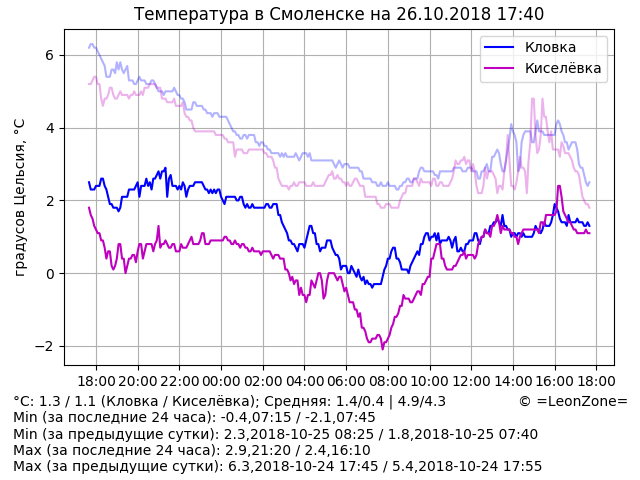 Температура в Смоленске на 26.10.2018 17:40
градусов Цельсия, °C
6
4
2
0
−2
Кловка
Киселёвка
18:00 20:00 22:00 00:00 02:00 04:00 06:00 08:00 10:00 12:00 14:00 16:00 18:00
°C: 1.3 / 1.1 (Кловка / Киселёвка); Средняя: 1.4/0.4 | 4.9/4.3 © =LeonZone=
Min (за последние 24 часа): -0.4,07:15 / -2.1,07:45
Min (за предыдущие сутки): 2.3,2018-10-25 08:25 / 1.8,2018-10-25 07:40
Max (за последние 24 часа): 2.9,21:20 / 2.4,16:10
Max (за предыдущие сутки): 6.3,2018-10-24 17:45 / 5.4,2018-10-24 17:55